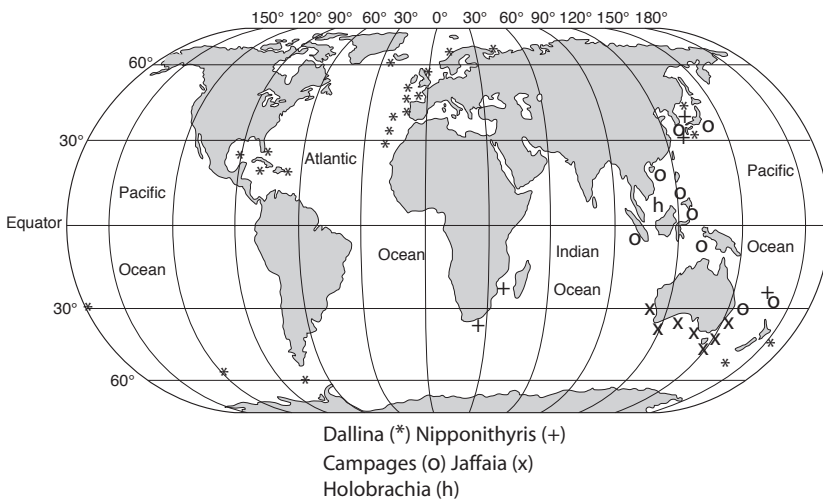 150° 120° 90° 60° 30° 0° 30° 60° 90° 120° 150° 180°
60°
30°
Atlantic
Pacific
Pacific
Equator
Ocean
Indian
Ocean
Ocean
Ocean
30°
60°
h
o
o
o
o
o
o
o
o
o
x
x
x
x
x
x
x
Dallina (*) Nipponithyris (+)
Campages (o) Jaffaia (x)
Holobrachia (h)